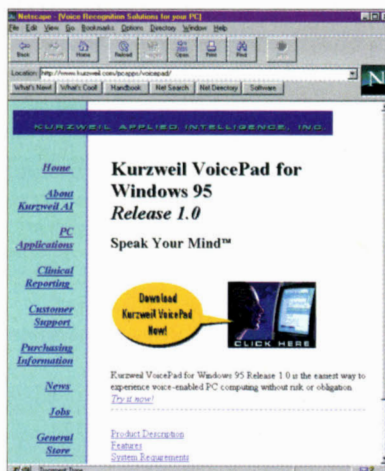 Netscape - [Voice Recognition Solutions for your PC]
File Edit View Go Bookmarks Options Directory Window Help
Back Home Reload Open Print Find
Location: http://www.kurzweil.com/pcapps/voicepad/
What's New! What's Cool! Handbook Net Search Net Directory Software
N
KURZWEIL APPLIED INTELLIGENCE, INC.
Home
About
Kurzweil AI
PC
Applications
Clinical
Reporting
Customer
Support
Purchasing
Information
News
Jobs
General
Store
Kurzweil VoicePad for
Windows 95
Release 1.0
Speak Your Mind™
Download
Kurzweil VoicePad
Now!
CLICK HERE
Kurzweil VoicePad for Windows 95 Release 1.0 is the easiest way to
experience voice-enabled PC computing without risk or obligation.
Try it now!
Product Description
Features
System Requirements
Document: Done